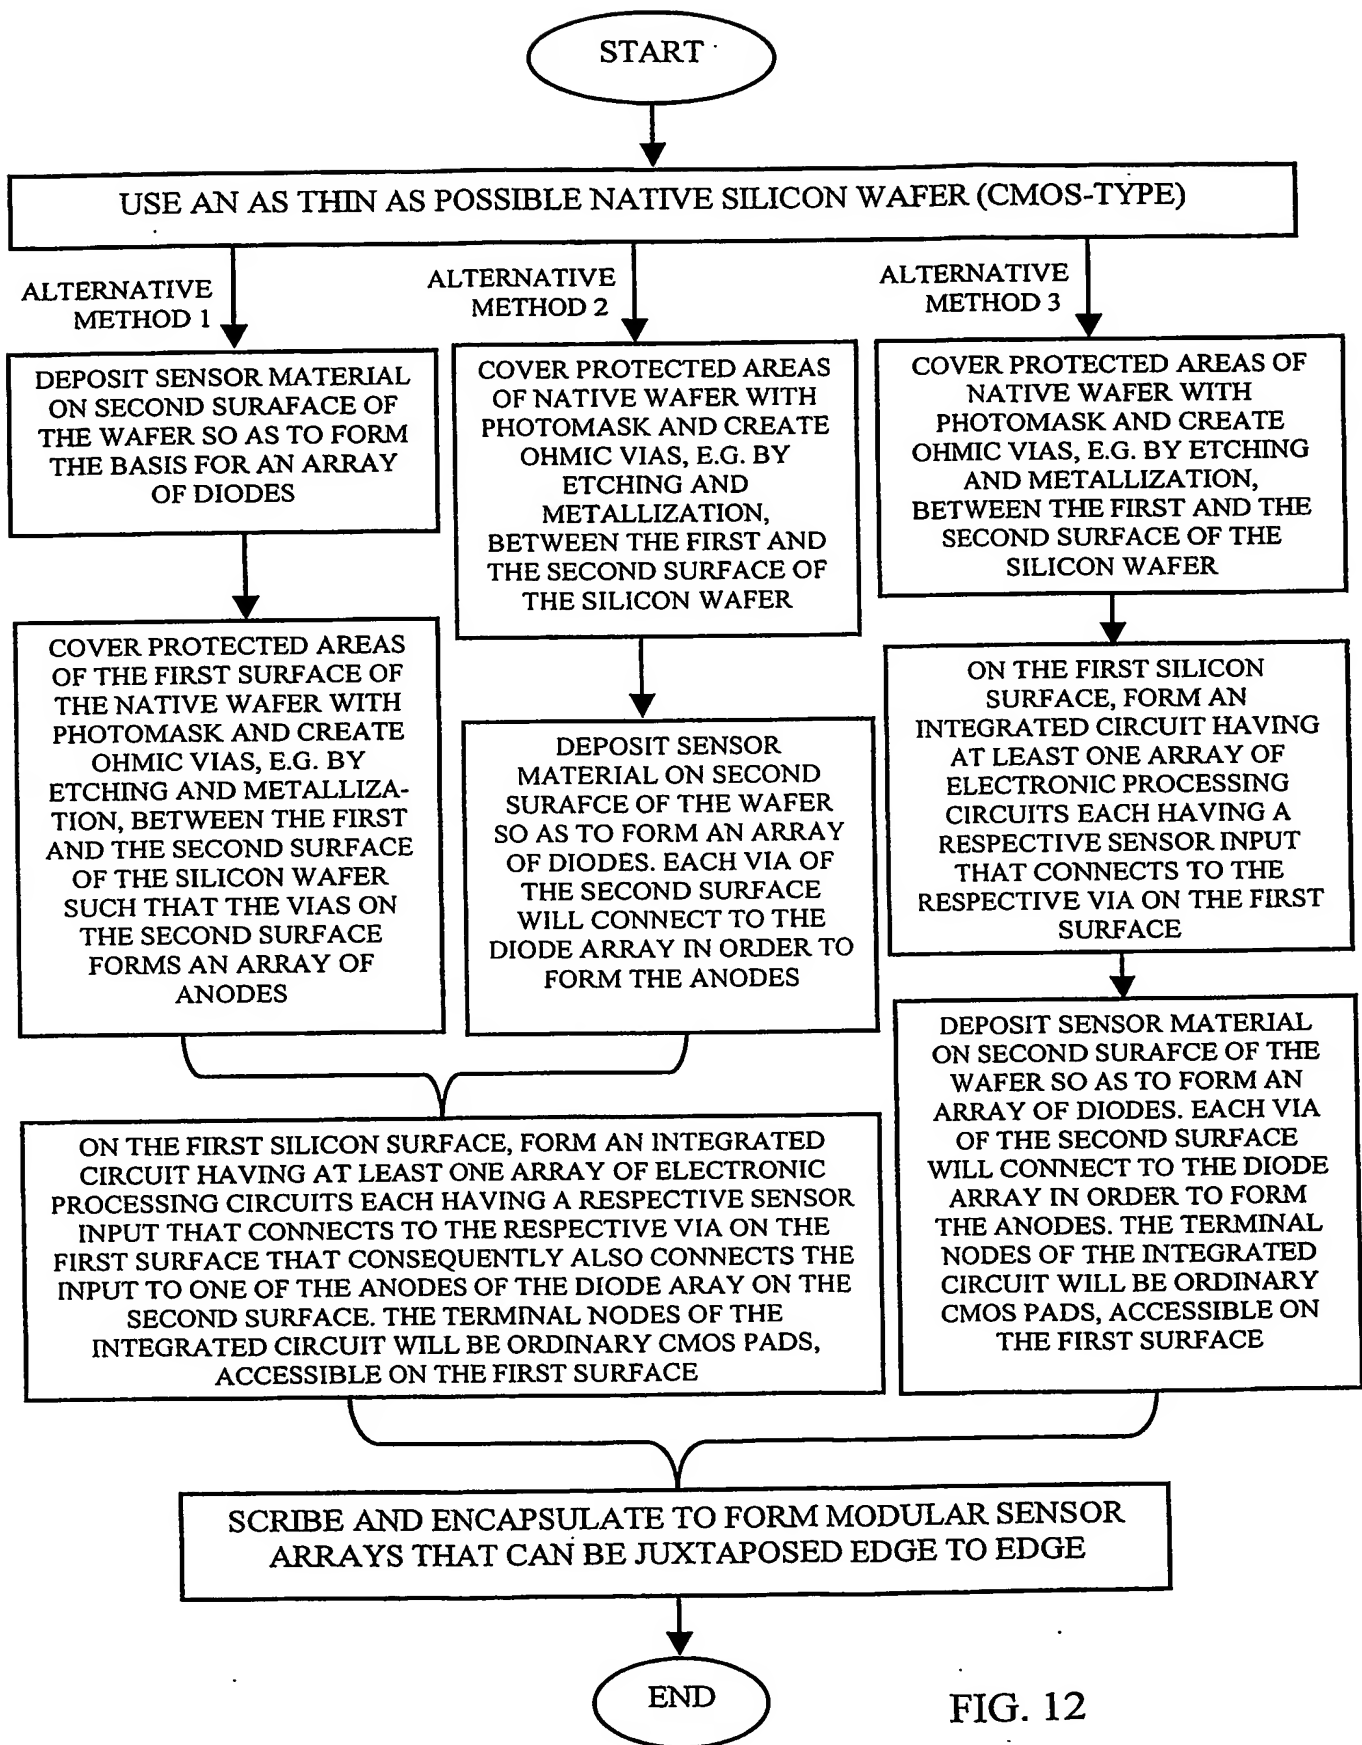 START
USE AN AS THIN AS POSSIBLE NATIVE SILICON WAFER (CMOS-TYPE)
ALTERNATIVE
METHOD 1
DEPOSIT SENSOR MATERIAL
ON SECOND SURAFACE OF
THE WAFER SO AS TO FORM
THE BASIS FOR AN ARRAY
OF DIODES
COVER PROTECTED AREAS
OF THE FIRST SURFACE OF
THE NATIVE WAFER WITH
PHOTOMASK AND CREATE
OHMIC VIAS, E.G. BY
ETCHING AND METALLIZA-
TION, BETWEEN THE FIRST
AND THE SECOND SURFACE
OF THE SILICON WAFER
SUCH THAT THE VIAS ON
THE SECOND SURFACE
FORMS AN ARRAY OF
ANODES
ALTERNATIVE
METHOD 2
COVER PROTECTED AREAS
OF NATIVE WAFER WITH
PHOTOMASK AND CREATE
OHMIC VIAS, E.G. BY
ETCHING AND
METALLIZATION,
BETWEEN THE FIRST AND
THE SECOND SURFACE OF
THE SILICON WAFER
DEPOSIT SENSOR
MATERIAL ON SECOND
SURAFCE OF THE WAFER
SO AS TO FORM AN ARRAY
OF DIODES. EACH VIA OF
THE SECOND SURFACE
WILL CONNECT TO THE
DIODE ARRAY IN ORDER TO
FORM THE ANODES
ON THE FIRST SILICON SURFACE, FORM AN INTEGRATED
CIRCUIT HAVING AT LEAST ONE ARRAY OF ELECTRONIC
PROCESSING CIRCUITS EACH HAVING A RESPECTIVE SENSOR
INPUT THAT CONNECTS TO THE RESPECTIVE VIA ON THE
FIRST SURFACE THAT CONSEQUENTLY ALSO CONNECTS THE
INPUT TO ONE OF THE ANODES OF THE DIODE ARAY ON THE
SECOND SURFACE. THE TERMINAL NODES OF THE
INTEGRATED CIRCUIT WILL BE ORDINARY CMOS PADS,
ACCESSIBLE ON THE FIRST SURFACE
ALTERNATIVE
METHOD 3
COVER PROTECTED AREAS OF
NATIVE WAFER WITH
PHOTOMASK AND CREATE
OHMIC VIAS, E.G. BY ETCHING
AND METALLIZATION,
BETWEEN THE FIRST AND THE
SECOND SURFACE OF THE
SILICON WAFER
ON THE FIRST SILICON
SURFACE, FORM AN
INTEGRATED CIRCUIT HAVING
AT LEAST ONE ARRAY OF
ELECTRONIC PROCESSING
CIRCUITS EACH HAVING A
RESPECTIVE SENSOR INPUT
THAT CONNECTS TO THE
RESPECTIVE VIA ON THE FIRST
SURFACE
DEPOSIT SENSOR MATERIAL
ON SECOND SURAFCE OF THE
WAFER SO AS TO FORM AN
ARRAY OF DIODES. EACH VIA
OF THE SECOND SURFACE
WILL CONNECT TO THE DIODE
ARRAY IN ORDER TO FORM
THE ANODES. THE TERMINAL
NODES OF THE INTEGRATED
CIRCUIT WILL BE ORDINARY
CMOS PADS, ACCESSIBLE ON
THE FIRST SURFACE
SCRIBE AND ENCAPSULATE TO FORM MODULAR SENSOR
ARRAYS THAT CAN BE JUXTAPOSED EDGE TO EDGE
END
FIG. 12